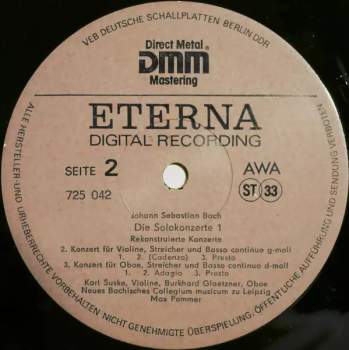 VEB DEUTSCHE SCHALLPLATTEN BERLIN DDR
Direct Metal
DMM®
Mastering
ETERNA
DIGITAL RECORDING
SEITE 2
AWA
725 042
ST 33
Johann Sebastian Bach
Die Solokonzerte 1
Rekonstruierte Konzerte
2. Konzert für Violine, Streicher und Basso continuo g-moll
1. 2. (Cadenza) 3. Presto
3. Konzert für Oboe, Streicher und Basso continuo d-moll
1. 2. Adagio 3. Presto
Karl Suske, Violine, Burkhard Glaetzner, Oboe
Neues Bachisches Collegium musicum zu Leipzig
Max Pommer
ALLE HERSTELLER-UND URHEBERRECHTE VORBEHALTEN NICHT GENEHMIGTE ÜBERSPIELUNG, ÖFFENTLICHE AUFFÜHRUNG UND SENDUNG VERBOTEN